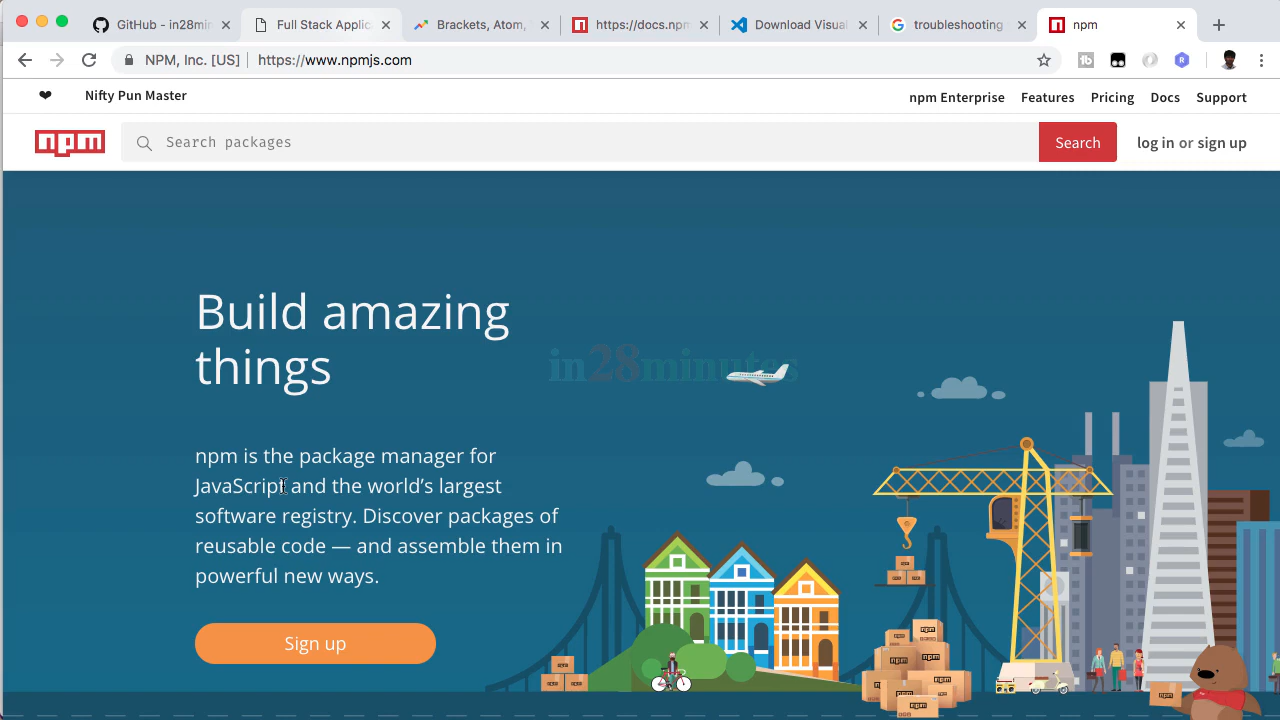 GitHub - in28min
Full Stack Applic
Brackets, Atom,
https://docs.npm
Download Visual
troubleshooting
npm
NPM, Inc. [US] https://www.npmjs.com
❤ Nifty Pun Master
npm Enterprise Features Pricing Docs Support
npm Search packages Search log in or sign up
Build amazing
things
in28minutes
npm is the package manager for
JavaScript and the world's largest
software registry. Discover packages of
reusable code — and assemble them in
powerful new ways.
Sign up